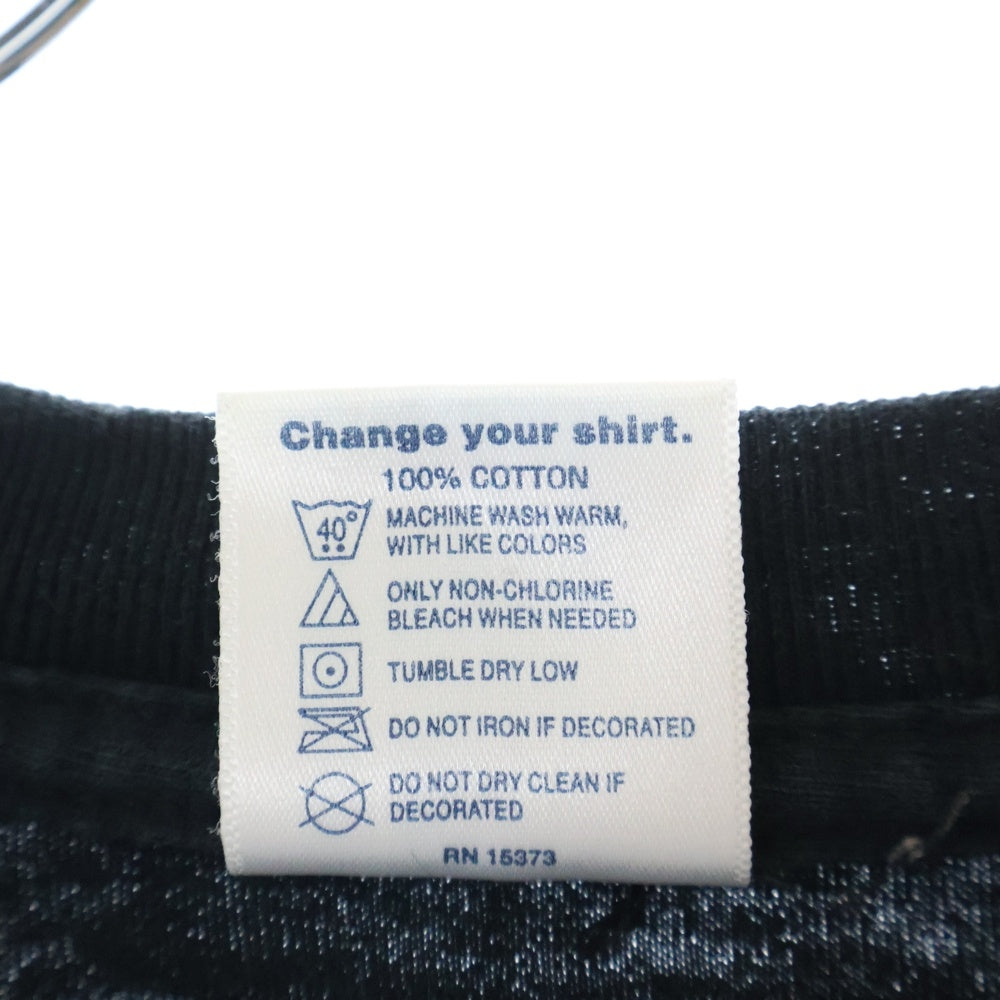 Change your shirt.
100% COTTON
40°
MACHINE WASH WARM,
WITH LIKE COLORS
ONLY NON-CHLORINE
BLEACH WHEN NEEDED
TUMBLE DRY LOW
DO NOT IRON IF DECORATED
DO NOT DRY CLEAN IF
DECORATED
RN 15373